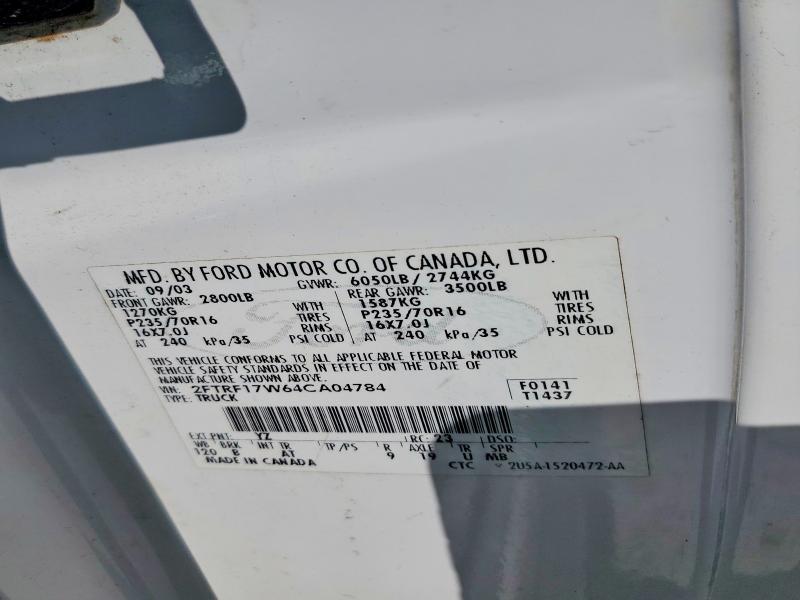 MFD. BY FORD MOTOR CO. OF CANADA, LTD.
DATE: 09/03 GVWR: 6050LB/ 2744KG
FRONT GAWR: 2800LB REAR GAWR: 3500LB
1270KG WITH 1587KG WITH
P235/70R16 TIRES P235/70R16 TIRES
16X7.0J RIMS 16X7.0J RIMS
AT 240 kPa/35 PSI COLD AT 240 kPa/35 PSI COLD
THIS VEHICLE CONFORMS TO ALL APPLICABLE FEDERAL MOTOR
VEHICLE SAFETY STANDARDS IN EFFECT ON THE DATE OF
MANUFACTURE SHOWN ABOVE.
VIN: 2FTRF17W64CA04784 F0141
TYPE: TRUCK T1437
EXT PNT: YZ RC: 23 DSO:
WB BRK INT TR TP/PS R AXLE TR SPR
120 B AT 9 19 U MB
MADE IN CANADA CTC 2U5A-1520472-AA